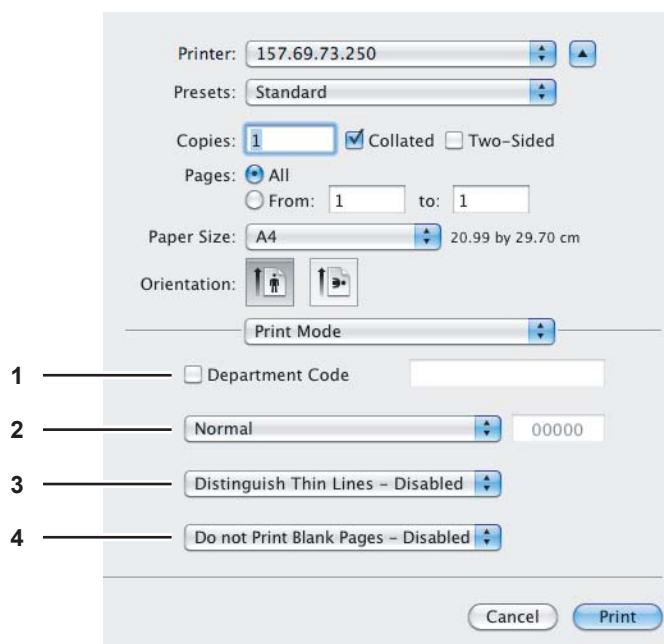 Printer: 157.69.73.250
Presets: Standard
Copies: 1 Collated Two-Sided
Pages: All
From: 1 to: 1
Paper Size: A4 20.99 by 29.70 cm
Orientation:
Print Mode
1 Department Code
2 Normal 00000
3 Distinguish Thin Lines – Disabled
4 Do not Print Blank Pages – Disabled
Cancel Print